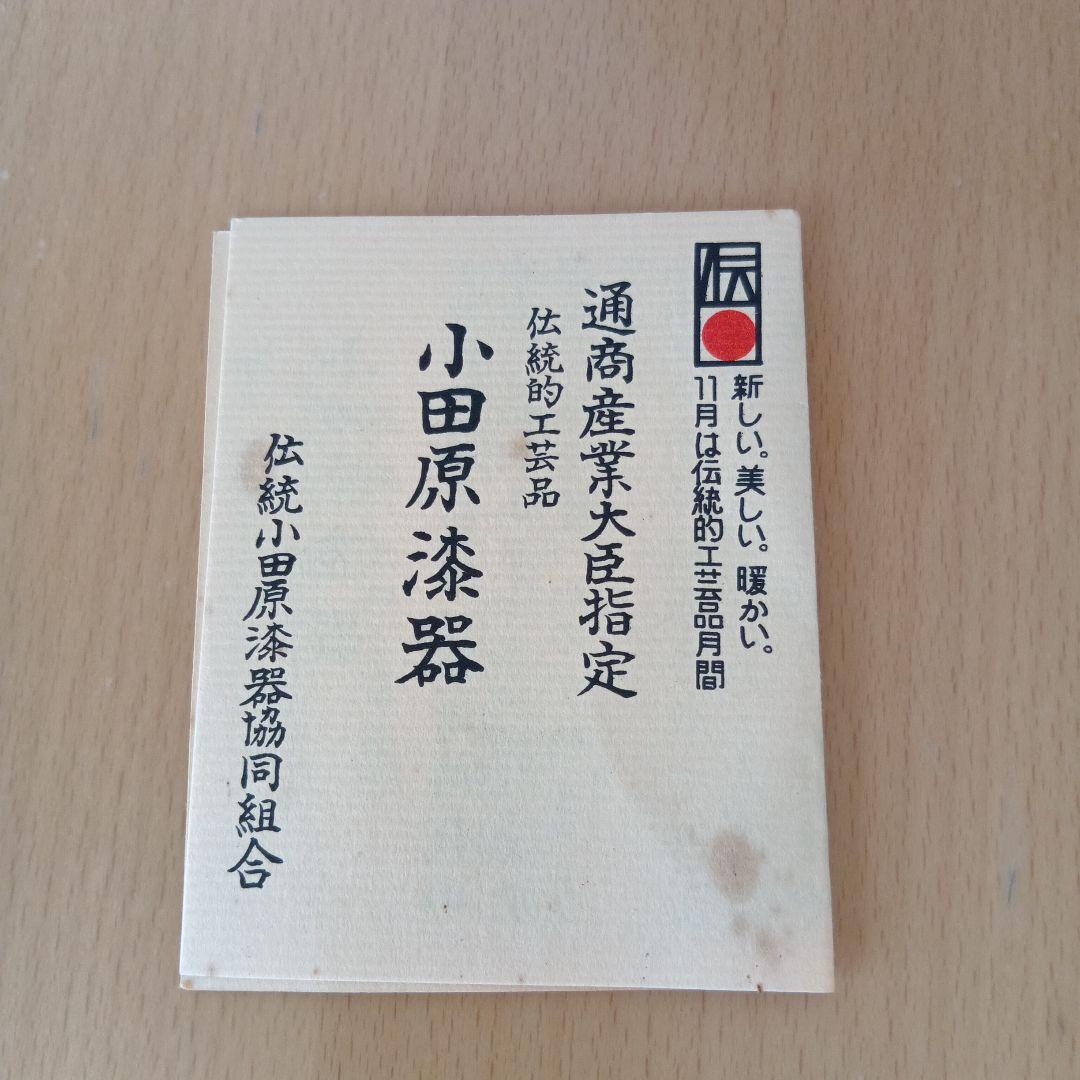 伝
新しい。美しい。暖かい。
11月は伝統的工芸品月間
通商産業大臣指定
伝統的工芸品
小田原漆器
伝統小田原漆器協同組合